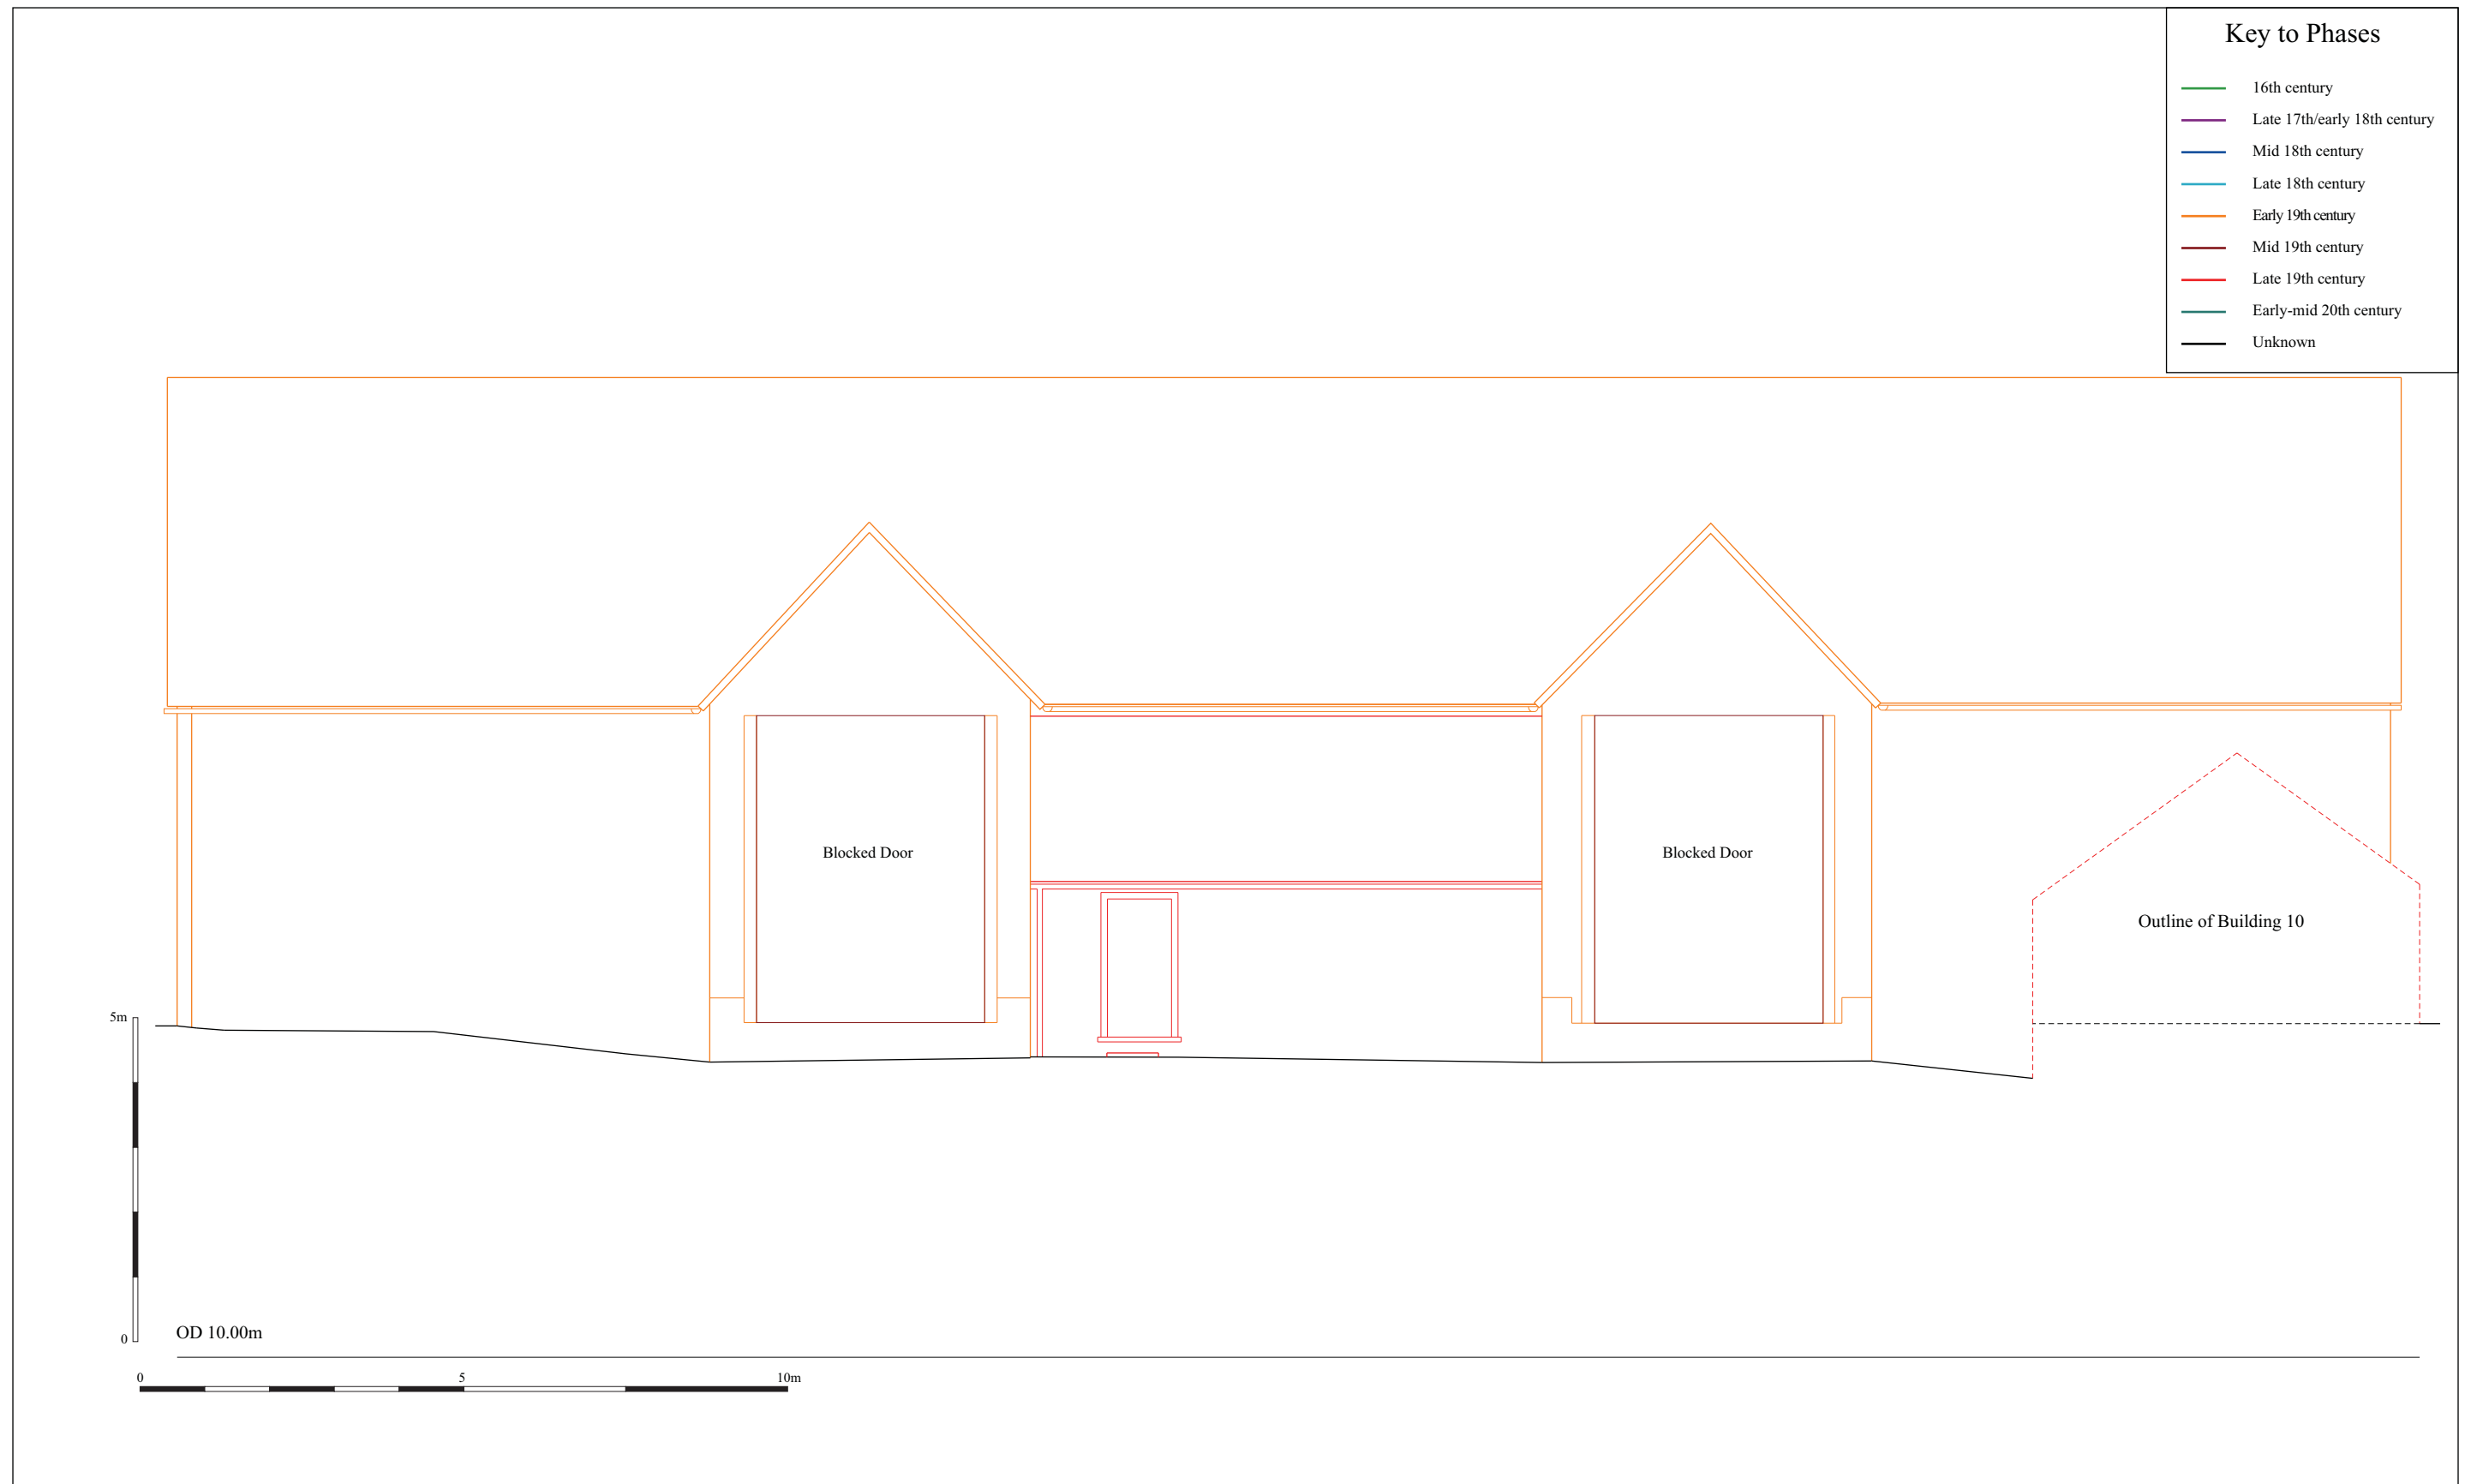 Key to Phases
16th century
Late 17th/early 18th century
Mid 18th century
Late 18th century
Early 19th century
Mid 19th century
Late 19th century
Early-mid 20th century
Unknown
Blocked Door
Blocked Door
Outline of Building 10
5m
0
OD 10.00m
0 5 10m